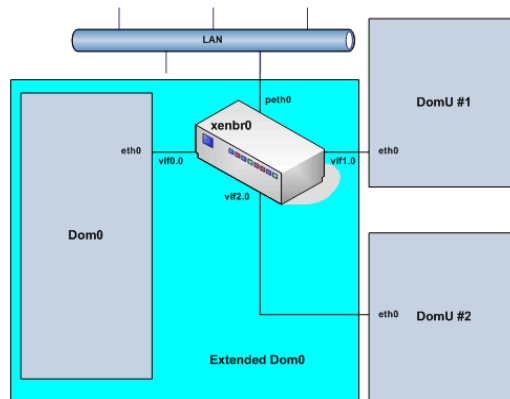 LAN
peth0
DomU #1
xenbr0
eth0
vif0.0
vif1.0
eth0
vif2.0
Dom0
eth0
DomU #2
Extended Dom0